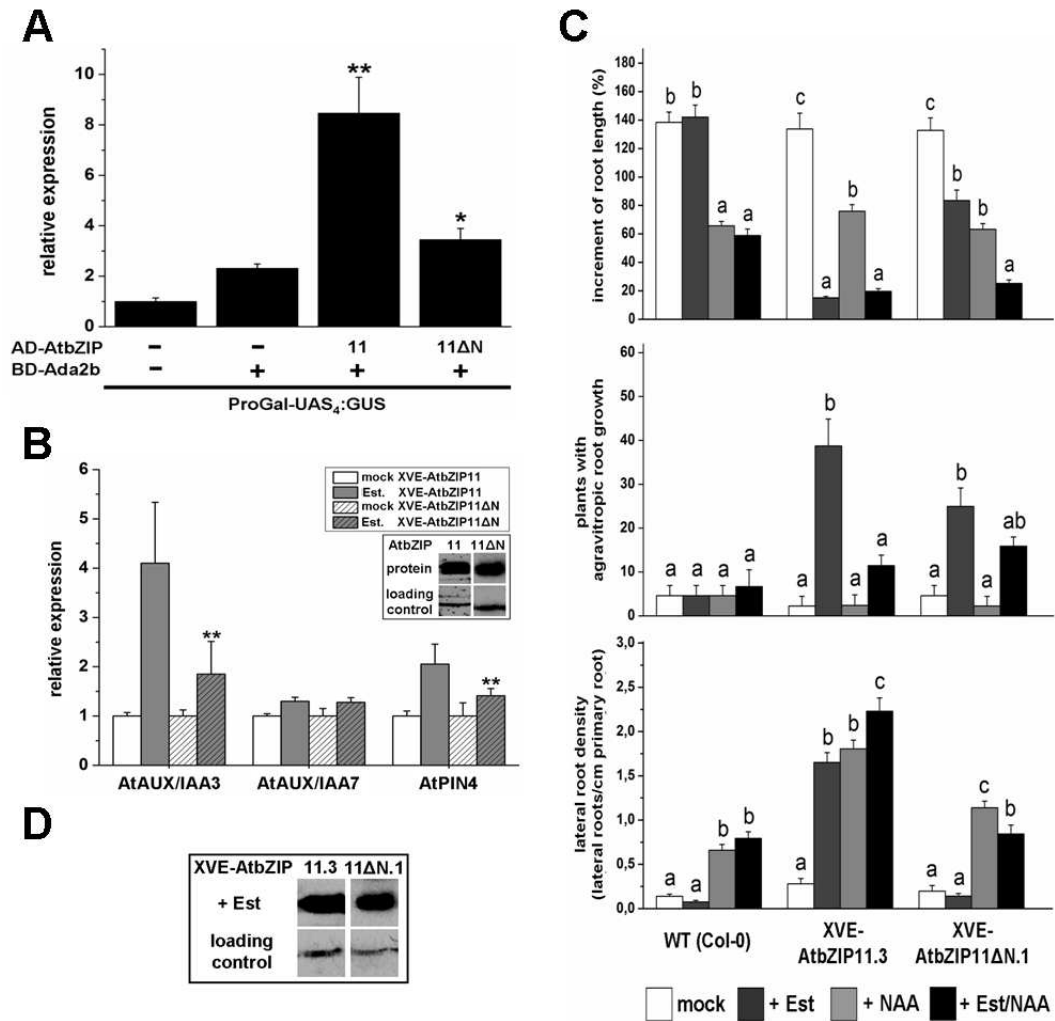 A
relative expression
10
8
6
4
2
0
**
*
AD-AtbZIP – – 11 11ΔN
BD-Ada2b – + + +
ProGal-UAS4:GUS
B
relative expression
6
5
4
3
2
1
0
mock XVE-AtbZIP11
Est. XVE-AtbZIP11
mock XVE-AtbZIP11ΔN
Est. XVE-AtbZIP11ΔN
AtbZIP 11 11ΔN
protein
loading
control
**
**
AtAUX/IAA3 AtAUX/IAA7 AtPIN4
D
XVE-AtbZIP 11.3 11ΔN.1
+ Est
loading
control
C
increment of root length (%)
180
160
140
120
100
80
60
40
20
0
b b a a
c a b a
c b b a
plants with
agravitropic root growth
60
50
40
30
20
10
0
a a a a
a b a a
a b a ab
lateral root density
(lateral roots/cm primary root)
3,0
2,5
2,0
1,5
1,0
0,5
0,0
a a b b
a b b c
a a c b
WT (Col-0)
XVE-
AtbZIP11.3
XVE-
AtbZIP11ΔN.1
mock + Est + NAA + Est/NAA